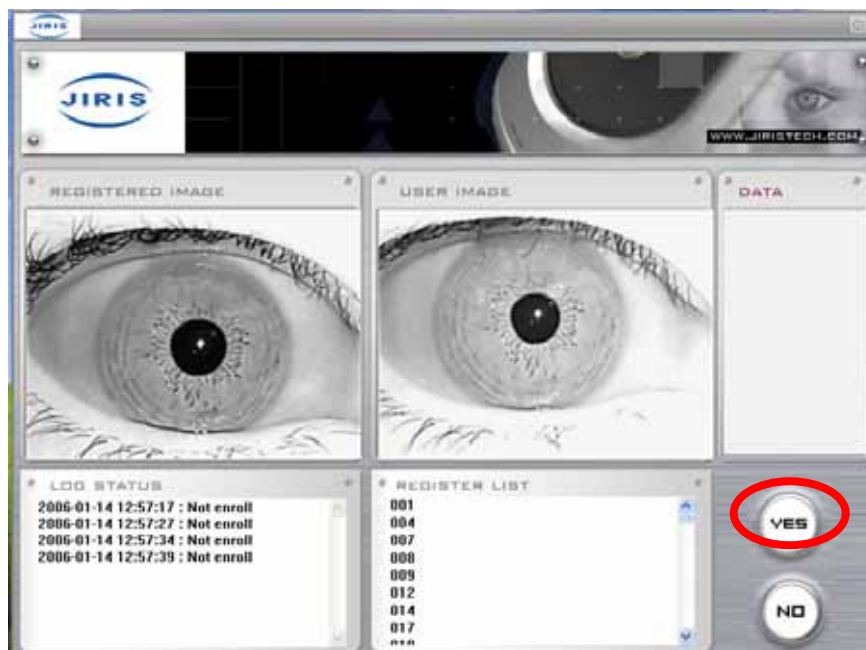 JIRIS
JIRIS
WWW.JIRISTECH.COM
REGISTERED IMAGE
USER IMAGE
DATA
LOG STATUS
2006-01-14 12:57:17 : Not enroll
2006-01-14 12:57:27 : Not enroll
2006-01-14 12:57:34 : Not enroll
2006-01-14 12:57:39 : Not enroll
REGISTER LIST
001
004
007
008
009
012
014
017
YES
NO